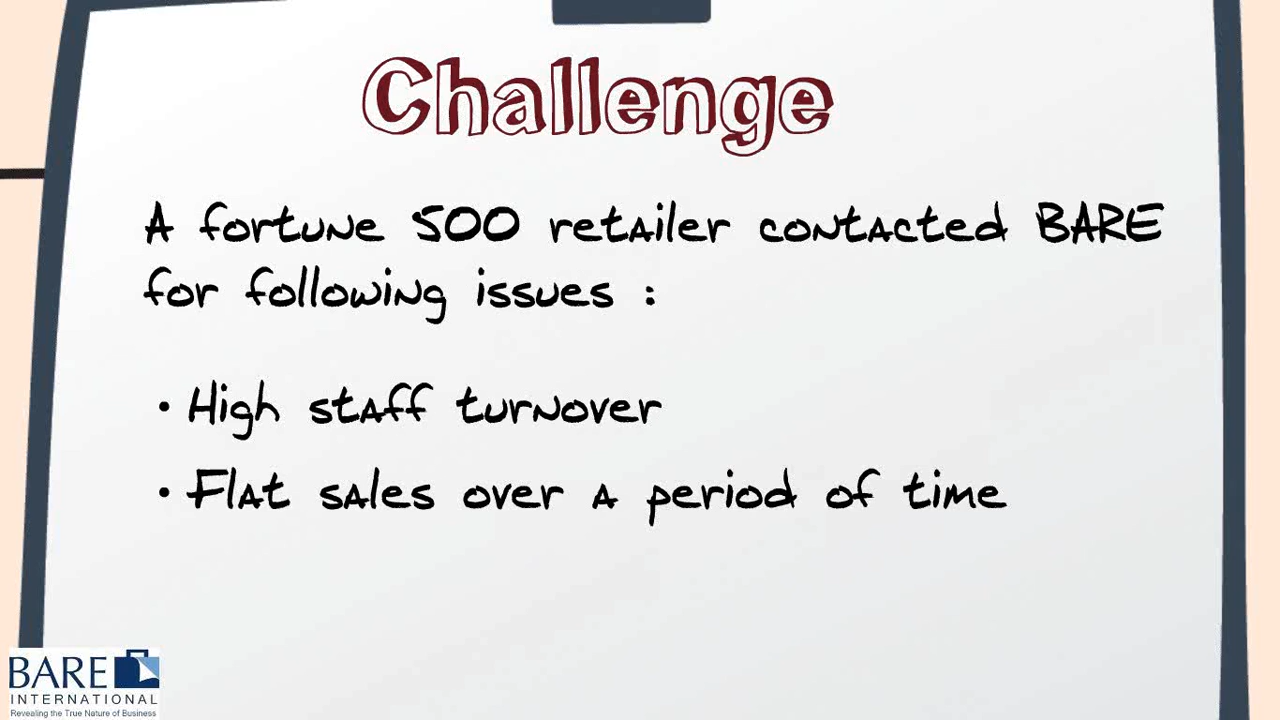 Challenge
A fortune 500 retailer contacted BARE
for following issues :
• High staff turnover
• Flat sales over a period of time
BARE
INTERNATIONAL
Revealing the True Nature of Business